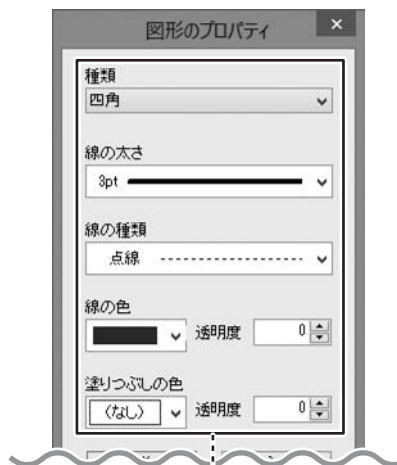 図形のプロパティ ×
種類
四角
線の太さ
3pt
線の種類
点線
線の色
透明度 0
塗りつぶしの色
(なし) 透明度 0